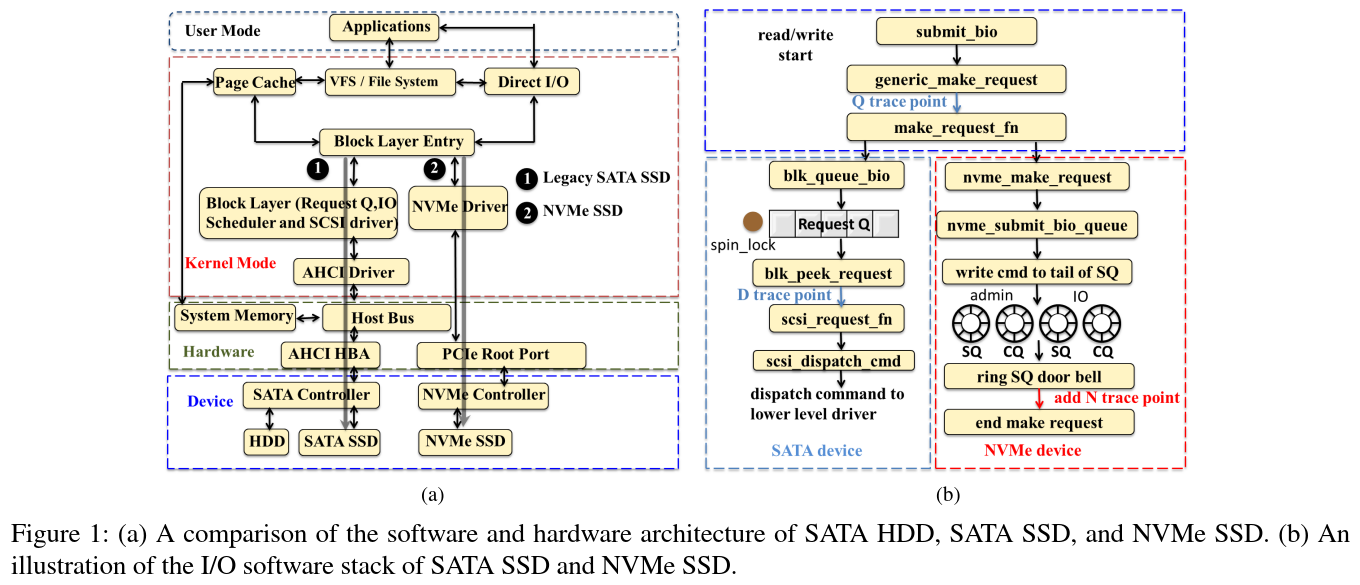 User Mode
Applications
Page Cache
VFS / File System
Direct I/O
Block Layer Entry
1
2
1 Legacy SATA SSD
2 NVMe SSD
Block Layer (Request Q,IO
Scheduler and SCSI driver)
NVMe Driver
Kernel Mode
AHCI Driver
System Memory
Host Bus
Hardware
AHCI HBA
PCIe Root Port
Device
SATA Controller
NVMe Controller
HDD
SATA SSD
NVMe SSD
(a)
read/write
start
submit_bio
generic_make_request
Q trace point
make_request_fn
blk_queue_bio
Request Q
spin_lock
blk_peek_request
D trace point
scsi_request_fn
scsi_dispatch_cmd
dispatch command to
lower level driver
SATA device
nvme_make_request
nvme_submit_bio_queue
write cmd to tail of SQ
admin
IO
SQ
CQ
SQ
CQ
ring SQ door bell
add N trace point
end make request
NVMe device
(b)
Figure 1: (a) A comparison of the software and hardware architecture of SATA HDD, SATA SSD, and NVMe SSD. (b) An
illustration of the I/O software stack of SATA SSD and NVMe SSD.